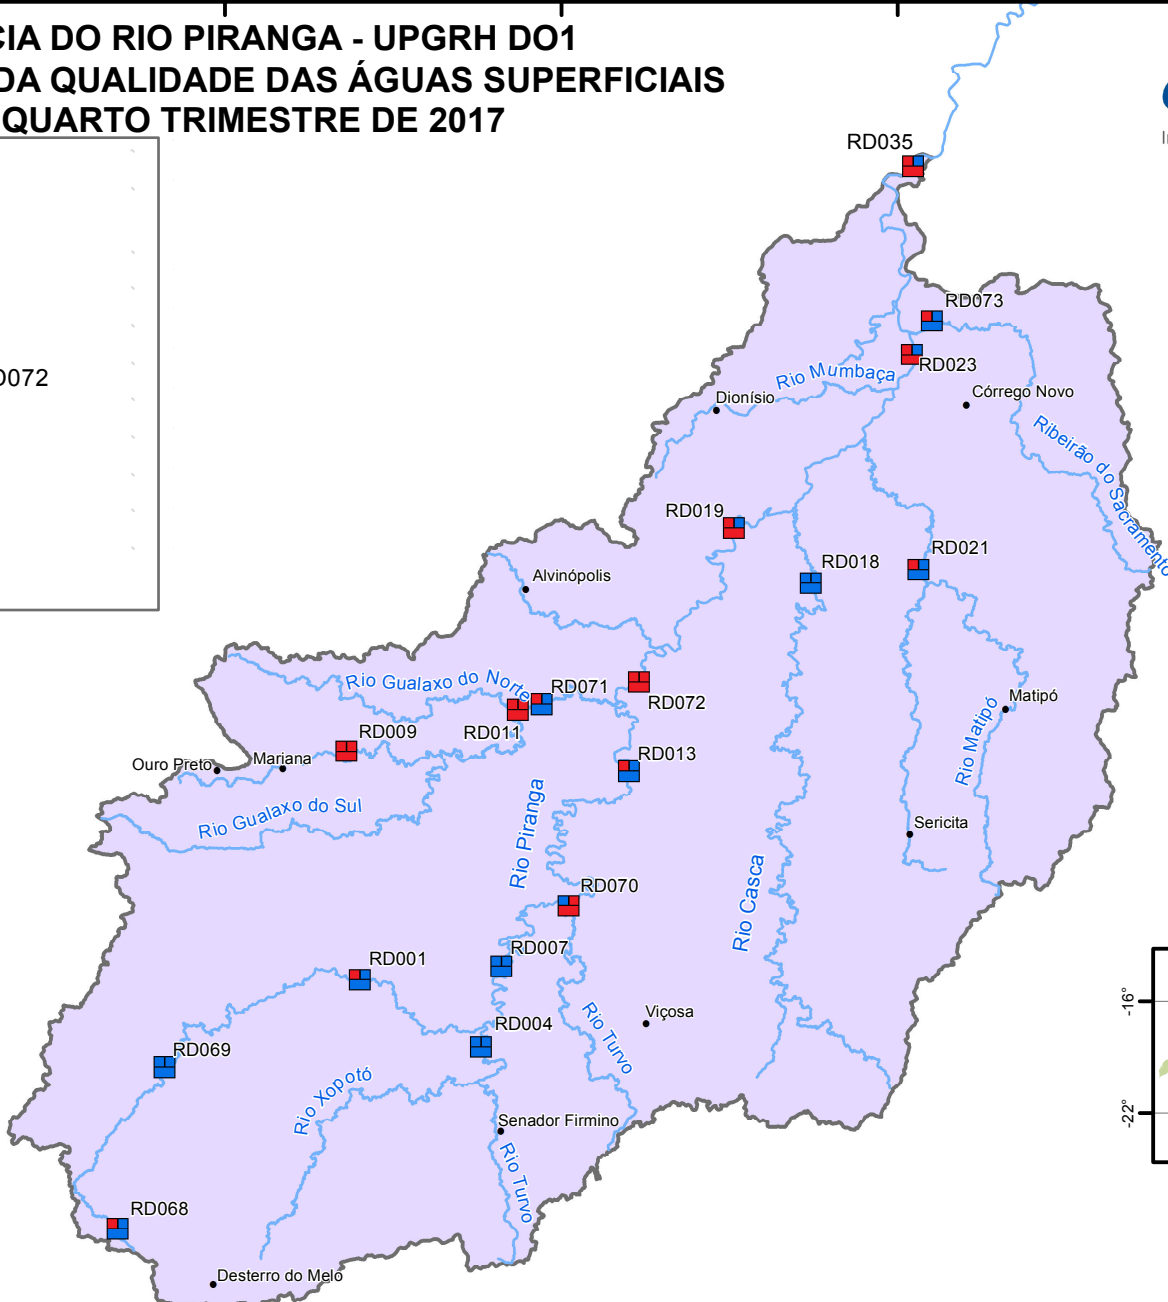 CIA DO RIO PIRANGA - UPGRH DO1
DA QUALIDADE DAS ÁGUAS SUPERFICIAIS
QUARTO TRIMESTRE DE 2017
RD035
RD073
D072
RD023
Rio Mumbaça
Córrego Novo
Dionísio
Ribeirão do Sacramento
RD019
RD021
RD018
Alvinópolis
Rio Gualaxo do Norte
RD071
RD072
Matipó
RD011
RD009
RD013
Ouro Preto
Mariana
Rio Matipó
Rio Gualaxo do Sul
Rio Piranga
Sericita
RD070
Rio Casca
RD007
RD001
-16°
Viçosa
RD004
Rio Turvo
RD069
Rio Xopotó
-22°
Senador Firmino
Rio Turvo
RD068
Desterro do Melo